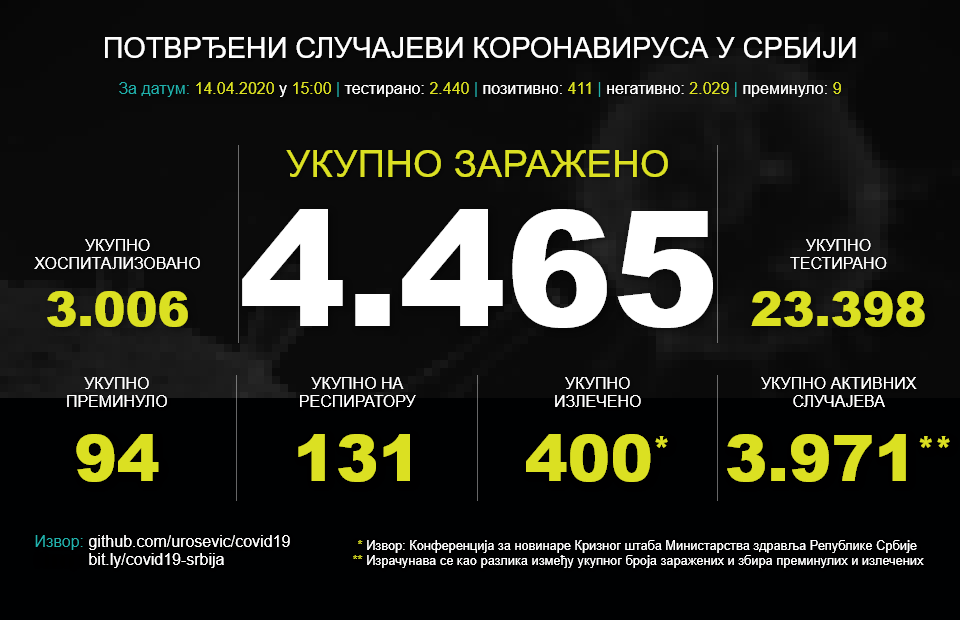 ПОТВРЂЕНИ СЛУЧАЈЕВИ КОРОНАВИРУСА У СРБИЈИ
За датум: 14.04.2020 у 15:00 | тестирано: 2.440 | позитивно: 411 | негативно: 2.029 | преминуло: 9
УКУПНО ЗАРАЖЕНО
4.465
УКУПНО
ХОСПИТАЛИЗОВАНО
3.006
УКУПНО
ТЕСТИРАНО
23.398
УКУПНО
ПРЕМИНУЛО
94
УКУПНО НА
РЕСПИРАТОРУ
131
УКУПНО
ИЗЛЕЧЕНО
400*
УКУПНО АКТИВНИХ
СЛУЧАЈЕВА
3.971**
Извор: github.com/urosevic/covid19
bit.ly/covid19-srbija
* Извор: Конференција за новинаре Кризног штаба Министарства здравља Републике Србије
** Израчунава се као разлика између укупног броја заражених и збира преминулих и излечених